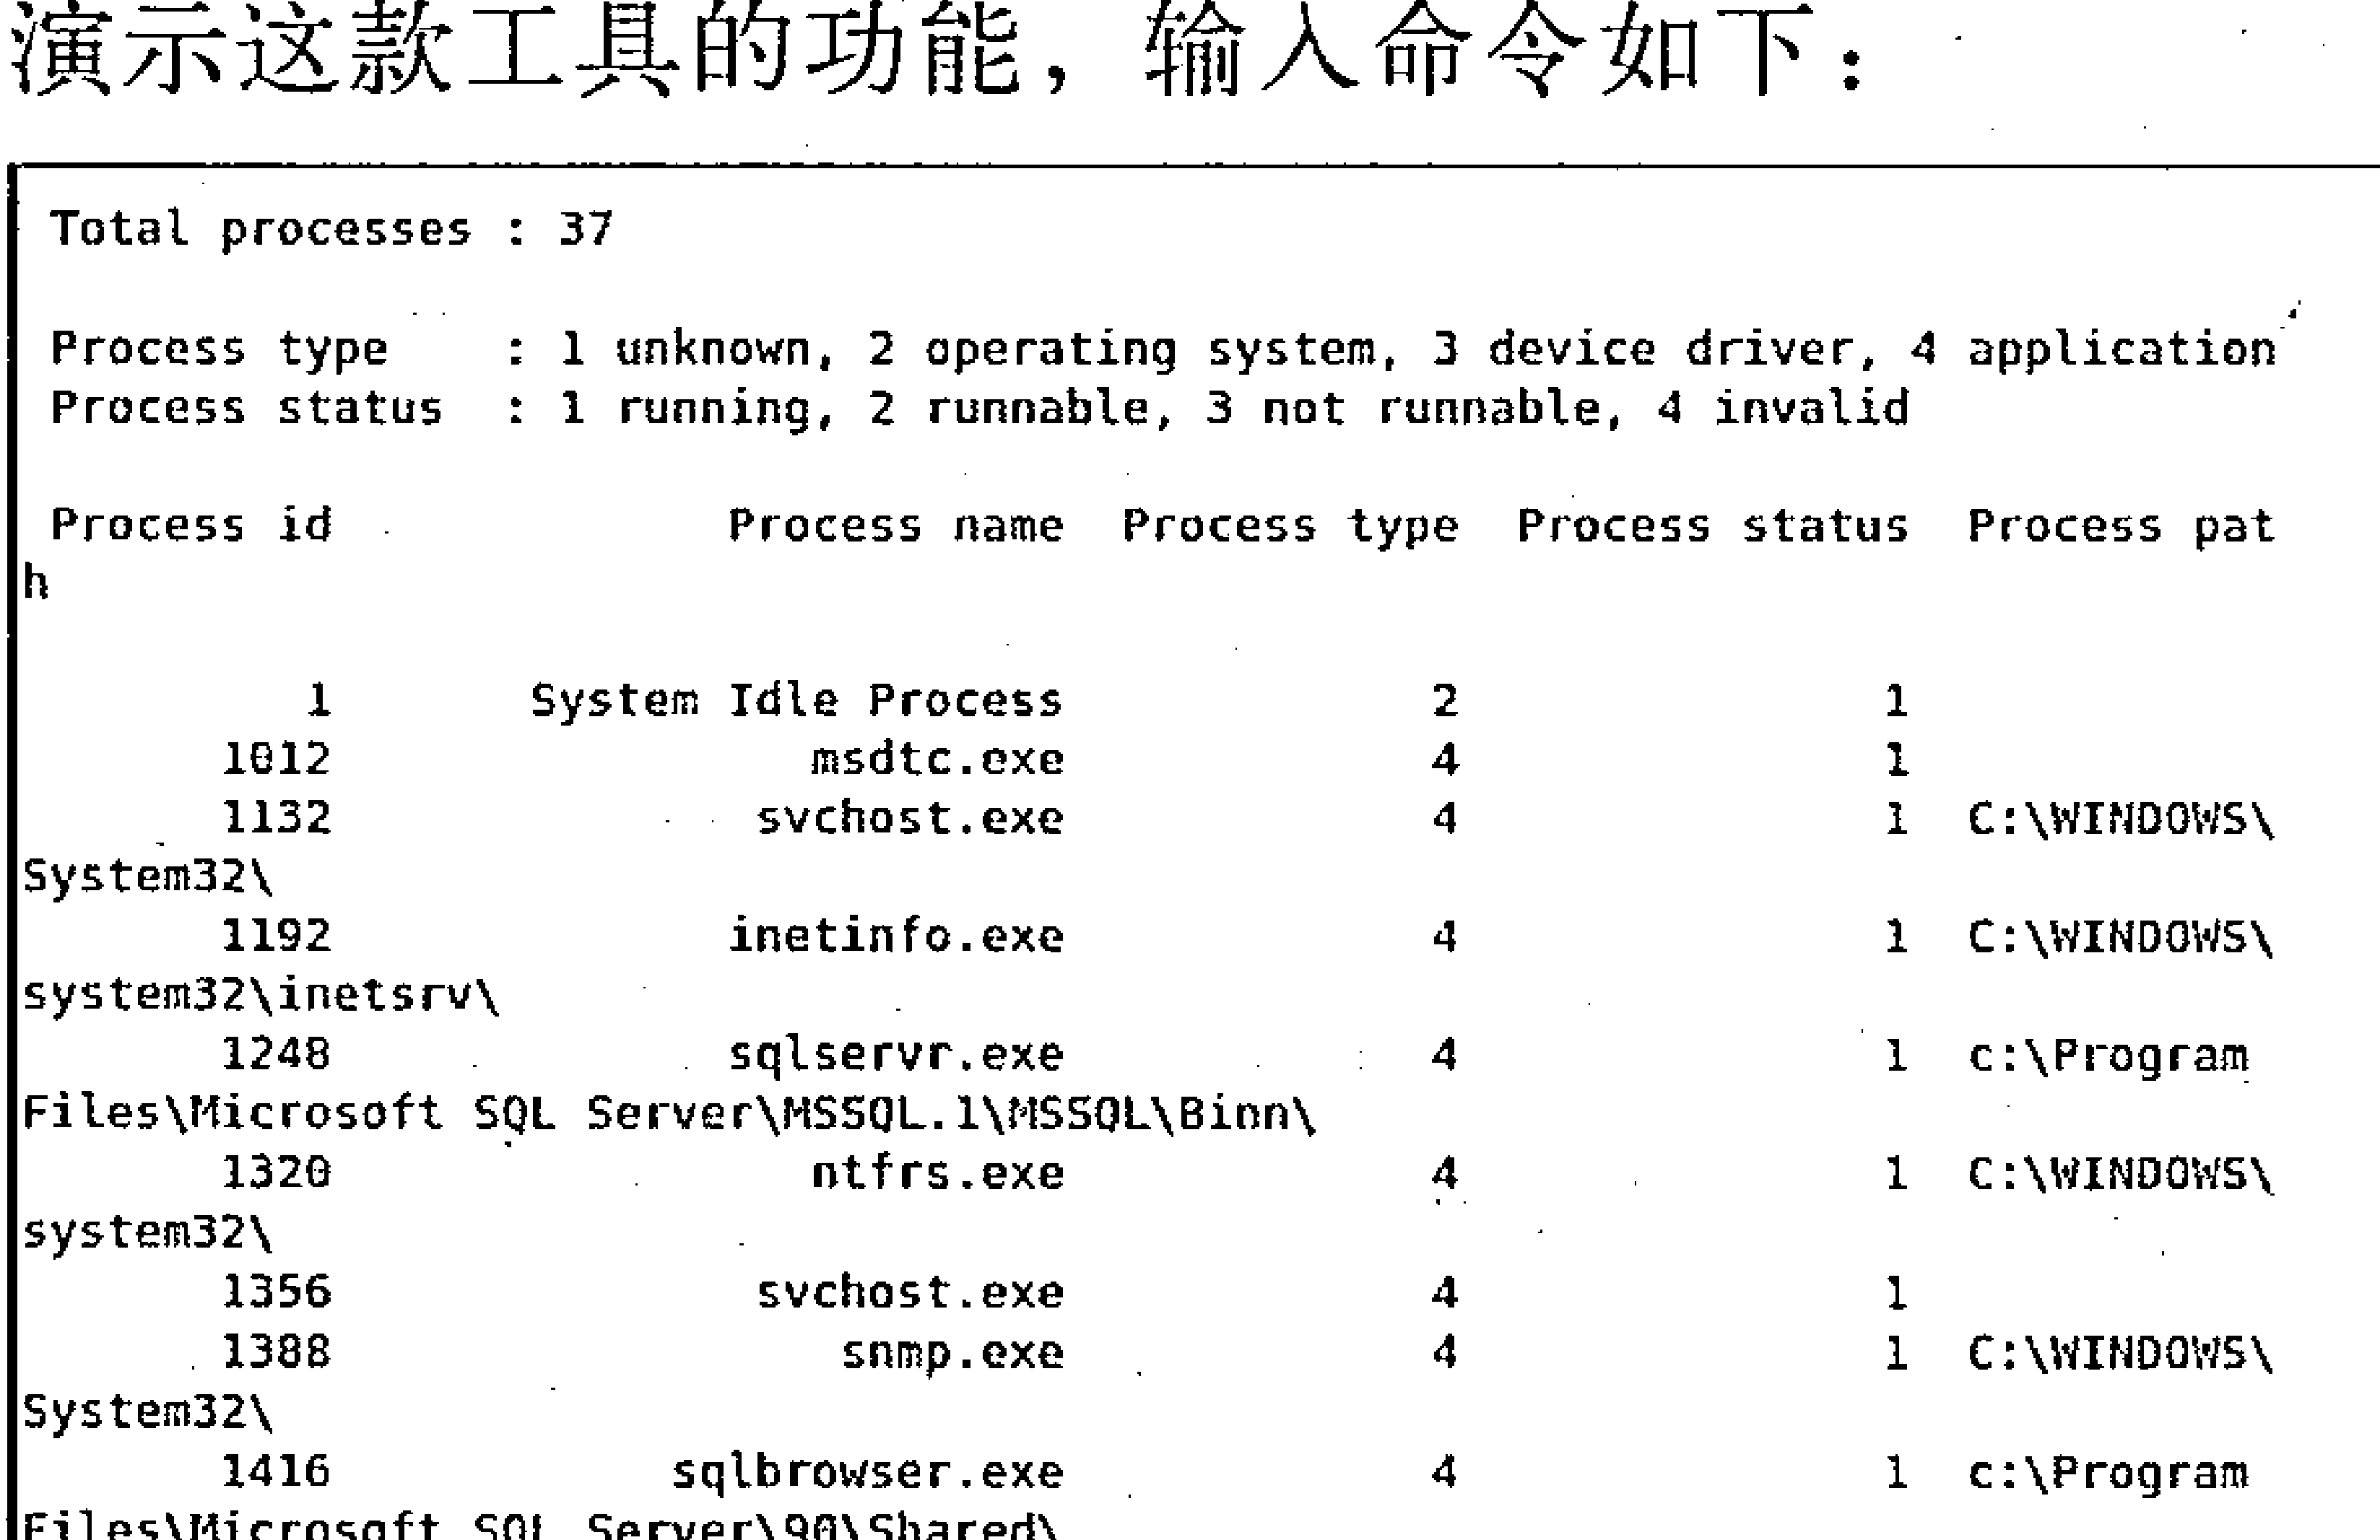 演示这款工具的功能，输入命令如下：
Total processes : 37
Process type : 1 unknown, 2 operating system, 3 device driver, 4 application
Process status : 1 running, 2 runnable, 3 not runnable, 4 invalid
Process id Process name Process type Process status Process pat
h
1 System Idle Process 2 1
1012 msdtc.exe 4 1
1132 svchost.exe 4 1 C:\WINDOWS\
System32\
1192 inetinfo.exe 4 1 C:\WINDOWS\
system32\inetsrv\
1248 sqlservr.exe 4 1 c:\Program
Files\Microsoft SQL Server\MSSQL.1\MSSQL\Binn\
1320 ntfrs.exe 4 1 C:\WINDOWS\
system32\
1356 svchost.exe 4 1
1388 snmp.exe 4 1 C:\WINDOWS\
System32\
1416 sqlbrowser.exe 4 1 c:\Program
Files\Microsoft SQL Server\90\Shared\